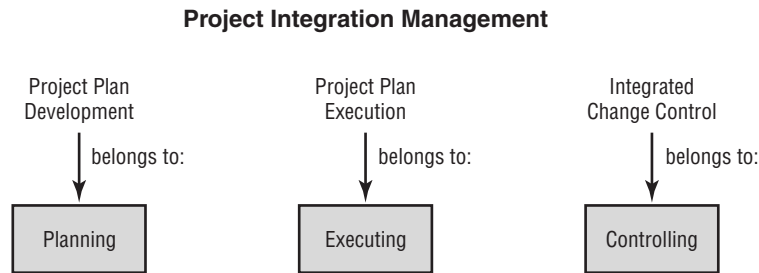 Project Integration Management
Project Plan
Development
belongs to:
Planning
Project Plan
Execution
belongs to:
Executing
Integrated
Change Control
belongs to:
Controlling